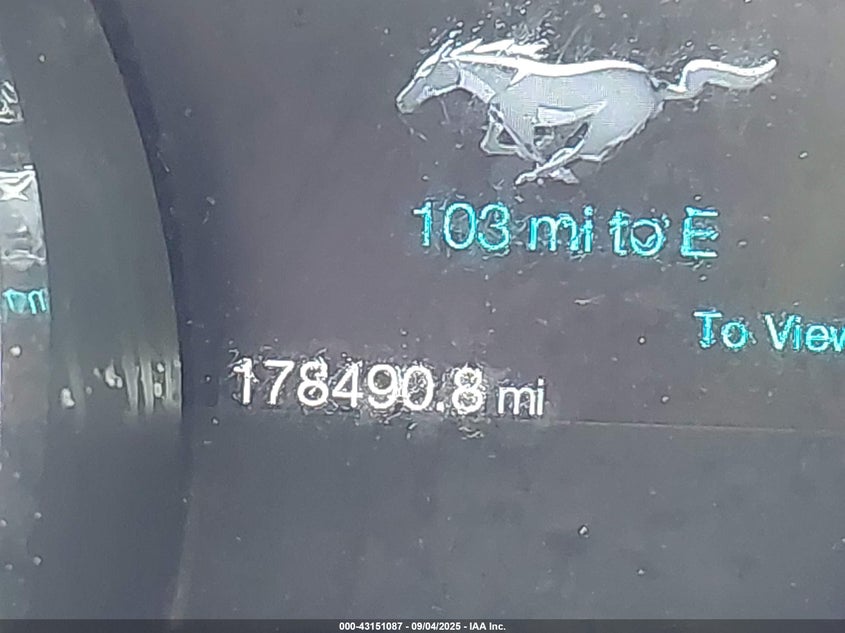 103 mi to E
To View
178490.8 mi
000-43151087 - 09/04/2025 - IAA Inc.